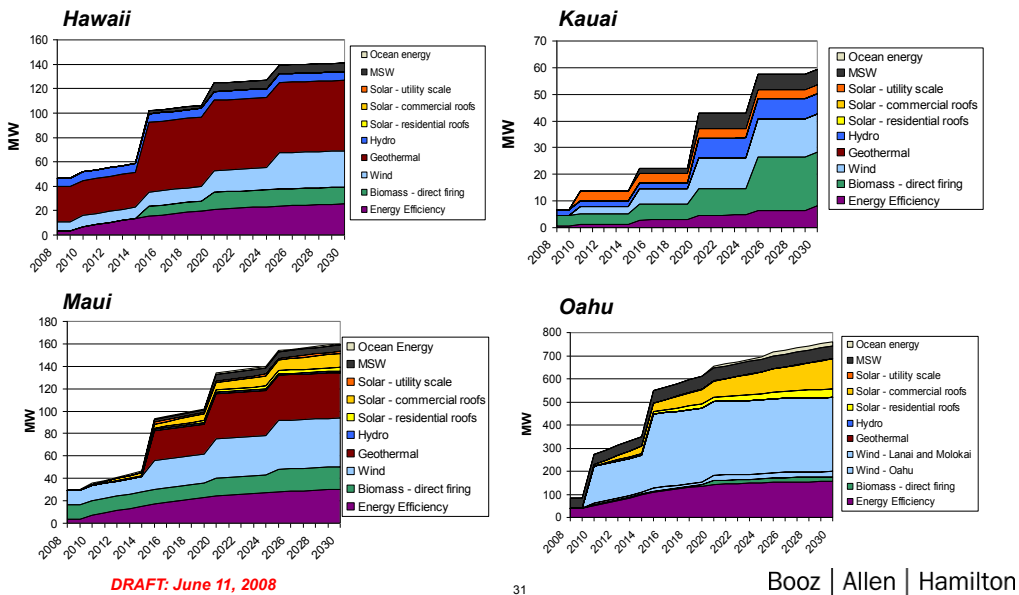 Hawaii
160
140
120
100
80
60
40
20
0
MW
2008
2010
2012
2014
2016
2018
2020
2022
2024
2026
2028
2030
Ocean energy
MSW
Solar - utility scale
Solar - commercial roofs
Solar - residential roofs
Hydro
Geothermal
Wind
Biomass - direct firing
Energy Efficiency
Kauai
70
60
50
40
30
20
10
0
MW
2008
2010
2012
2014
2016
2018
2020
2022
2024
2026
2028
2030
Ocean energy
MSW
Solar - utility scale
Solar - commercial roofs
Solar - residential roofs
Hydro
Geothermal
Wind
Biomass - direct firing
Energy Efficiency
Maui
180
160
140
120
100
80
60
40
20
0
MW
2008
2010
2012
2014
2016
2018
2020
2022
2024
2026
2028
2030
Ocean Energy
MSW
Solar - utility scale
Solar - commercial roofs
Solar - residential roofs
Hydro
Geothermal
Wind
Biomass - direct firing
Energy Efficiency
Oahu
800
700
600
500
400
300
200
100
0
MW
2008
2010
2012
2014
2016
2018
2020
2022
2024
2026
2028
2030
Ocean energy
MSW
Solar - utility scale
Solar - commercial roofs
Solar - residential roofs
Hydro
Geothermal
Wind - Lanai and Molokai
Wind - Oahu
Biomass - direct firing
Energy Efficiency
DRAFT: June 11, 2008
31
Booz | Allen | Hamilton